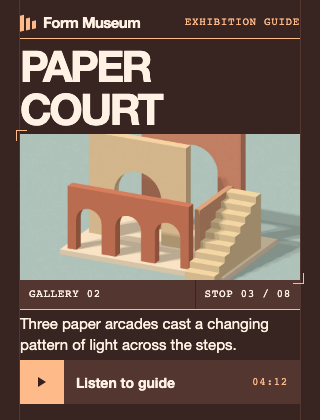 Form Museum
EXHIBITION GUIDE
PAPER
COURT
GALLERY 02
STOP 03 / 08
Three paper arcades cast a changing
pattern of light across the steps.
Listen to guide
04:12